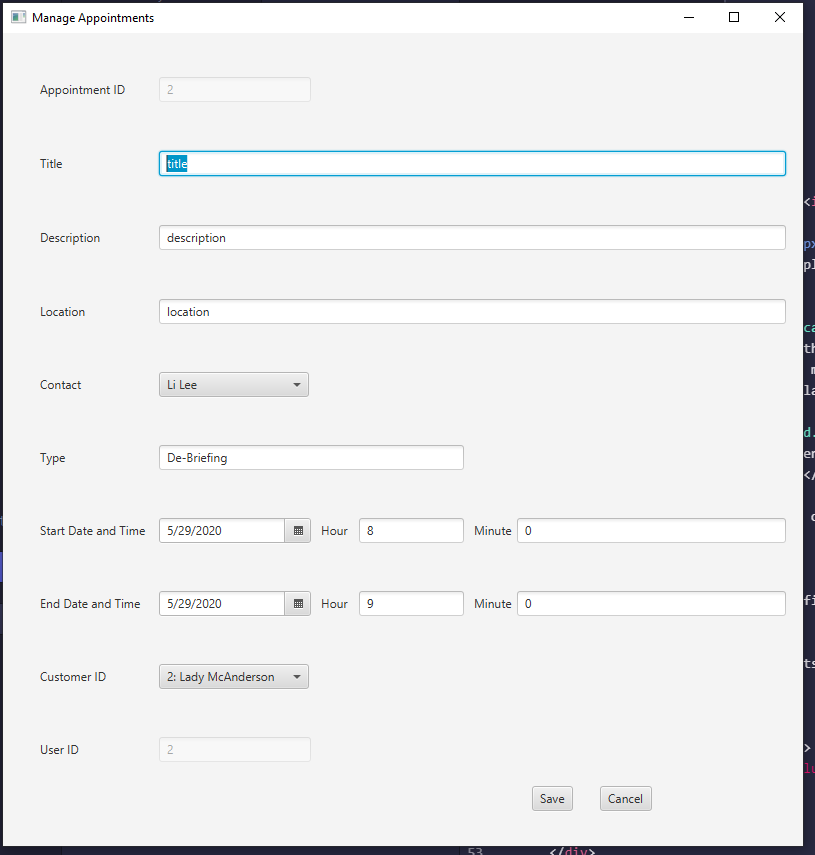 Manage Appointments
Appointment ID 2
Title title
Description description
Location location
Contact Li Lee
Type De-Briefing
Start Date and Time 5/29/2020 Hour 8 Minute 0
End Date and Time 5/29/2020 Hour 9 Minute 0
Customer ID 2: Lady McAnderson
User ID 2
Save Cancel
53 </div>